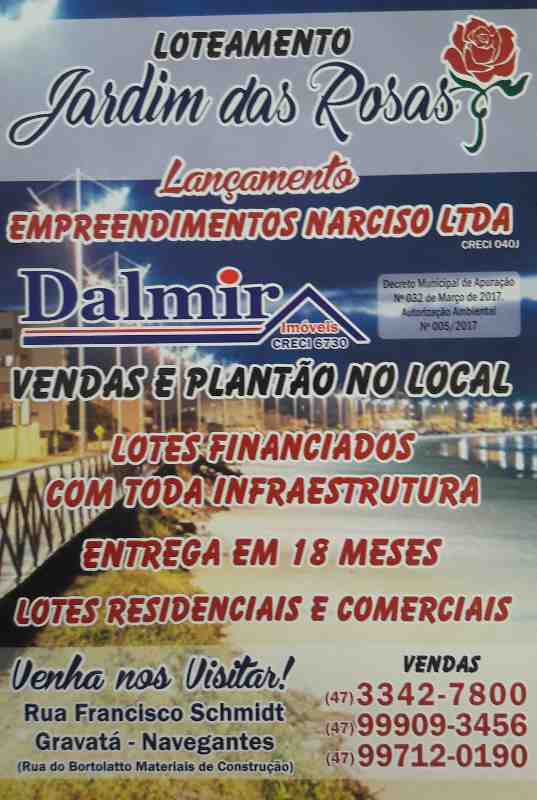 LOTEAMENTO
Jardim das Rosas
Lançamento
EMPREENDIMENTOS NARCISO LTDA
CRECI 040J
Dalmir
Imóveis
CRECI 6730
Decreto Municipal de Apuração
Nº 032 de Março de 2017
Autorização Ambiental
Nº 005/2017
VENDAS E PLANTÃO NO LOCAL
LOTES FINANCIADOS
COM TODA INFRAESTRUTURA
ENTREGA EM 18 MESES
LOTES RESIDENCIAIS E COMERCIAIS
Venha nos Visitar!
Rua Francisco Schmidt
Gravatá - Navegantes
(Rua do Bortolatto Materiais de Construção)
VENDAS
(47) 3342-7800
(47) 99909-3456
(47) 99712-0190